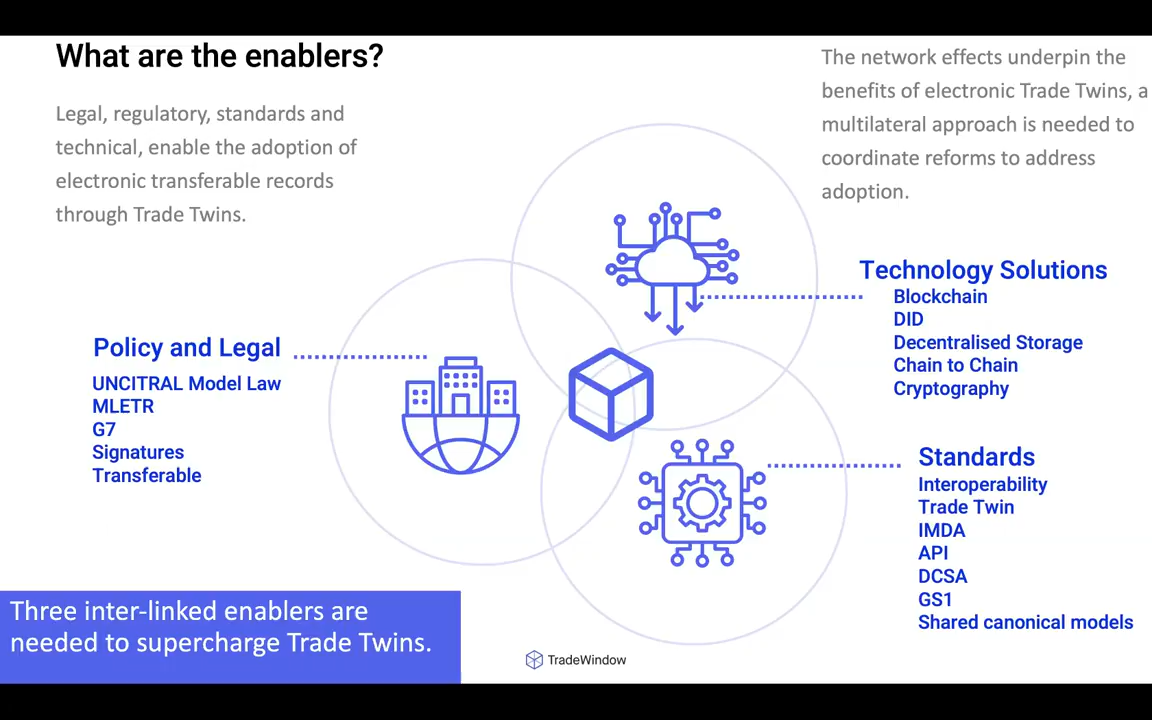 What are the enablers?
Legal, regulatory, standards and
technical, enable the adoption of
electronic transferable records
through Trade Twins.
The network effects underpin the
benefits of electronic Trade Twins, a
multilateral approach is needed to
coordinate reforms to address
adoption.
Technology Solutions
Blockchain
DID
Decentralised Storage
Chain to Chain
Cryptography
Policy and Legal
UNCITRAL Model Law
MLETR
G7
Signatures
Transferable
Standards
Interoperability
Trade Twin
IMDA
API
DCSA
GS1
Shared canonical models
Three inter-linked enablers are
needed to supercharge Trade Twins.
TradeWindow